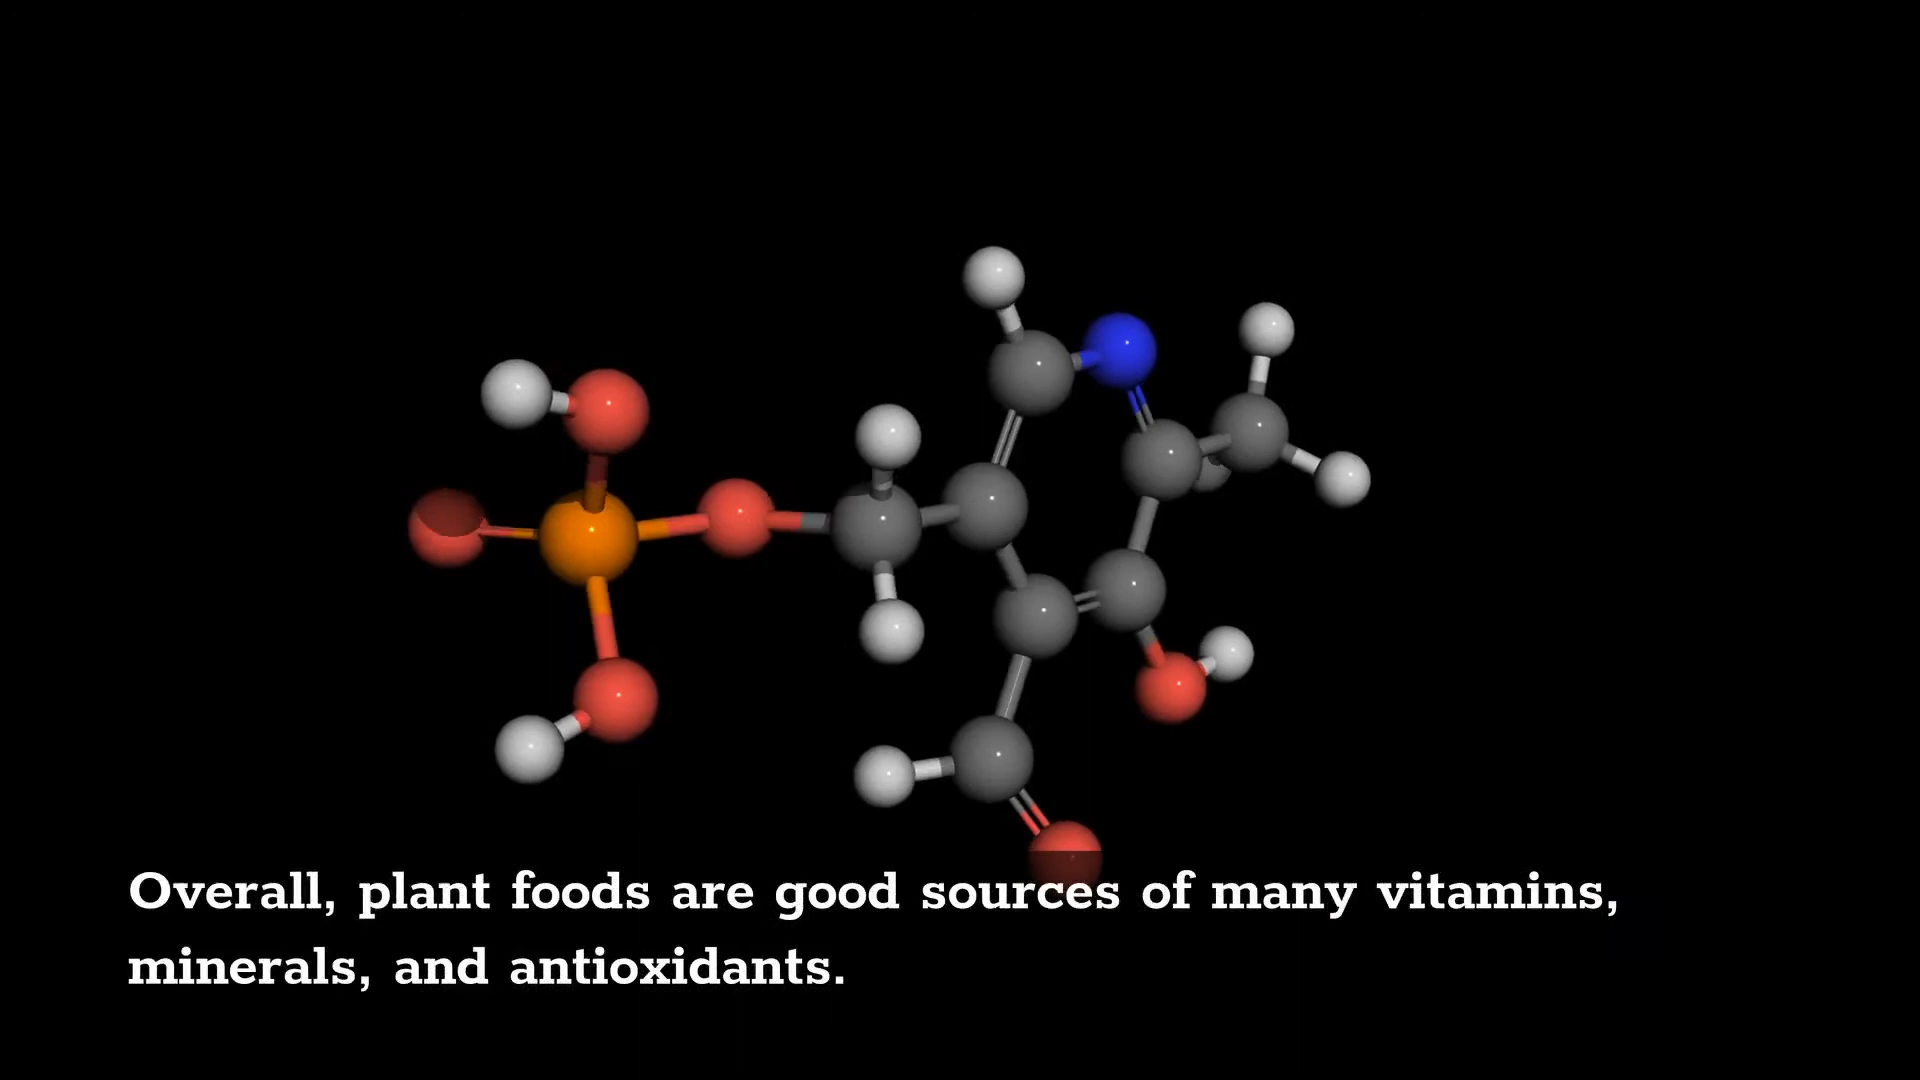 Overall, plant foods are good sources of many vitamins,
minerals, and antioxidants.